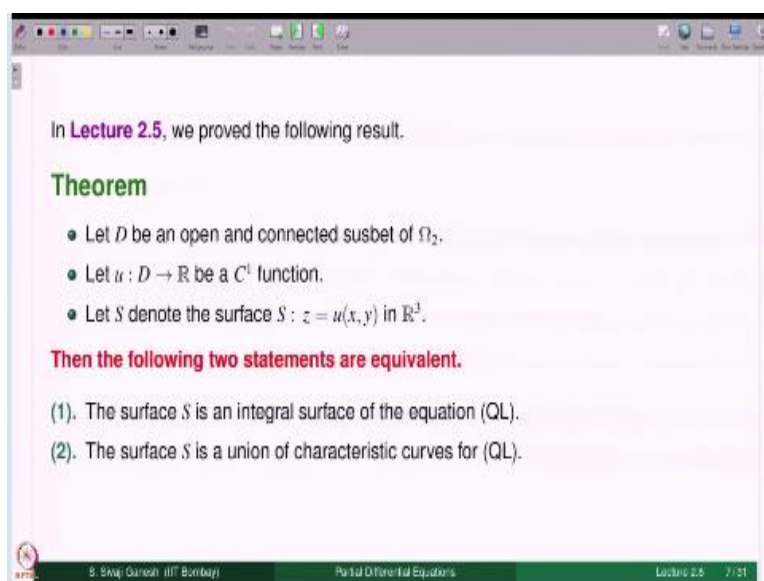 In Lecture 2.5, we proved the following result.
Theorem
• Let D be an open and connected susbet of Ω₂.
• Let u : D → ℝ be a C¹ function.
• Let S denote the surface S : z = u(x, y) in ℝ³.
Then the following two statements are equivalent.
(1). The surface S is an integral surface of the equation (QL).
(2). The surface S is a union of characteristic curves for (QL).
S. Sivaji Ganesh (IIT Bombay) Partial Differential Equations Lecture 2.6 7/31